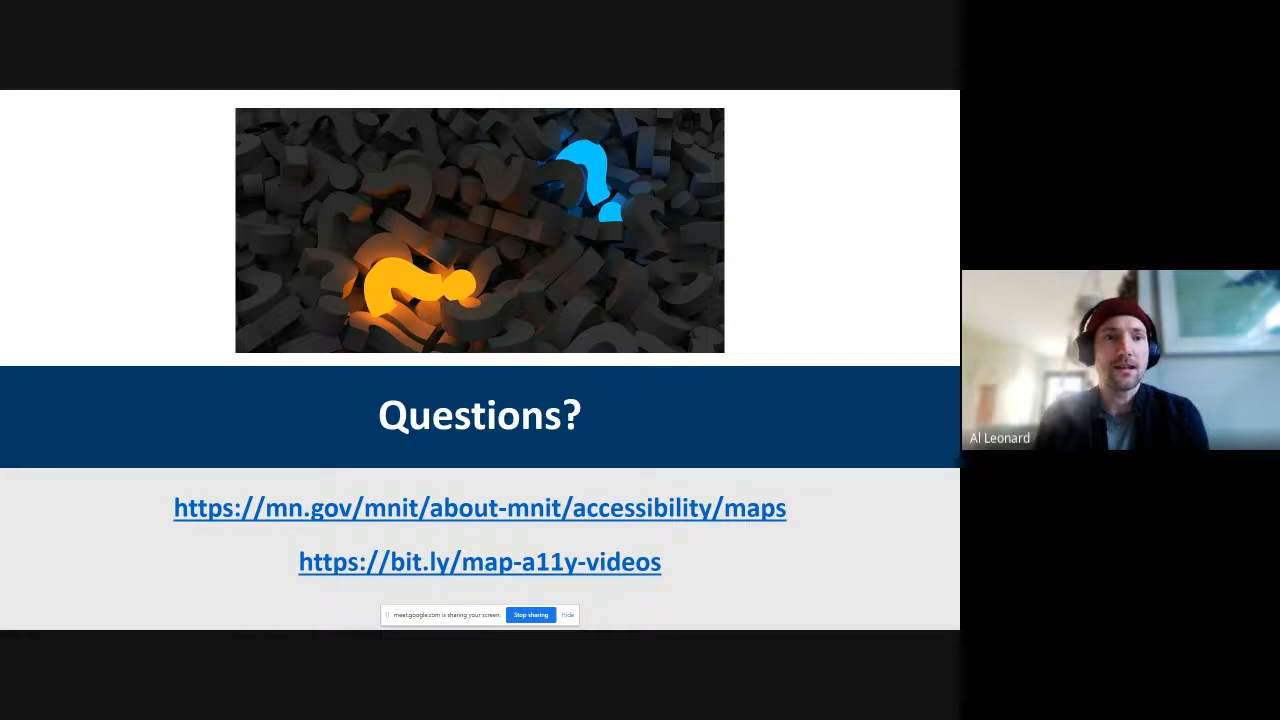 Questions?
https://mn.gov/mnit/about-mnit/accessibility/maps
https://bit.ly/map-a11y-videos
meet.google.com is sharing your screen. Stop sharing Hide
Al Leonard